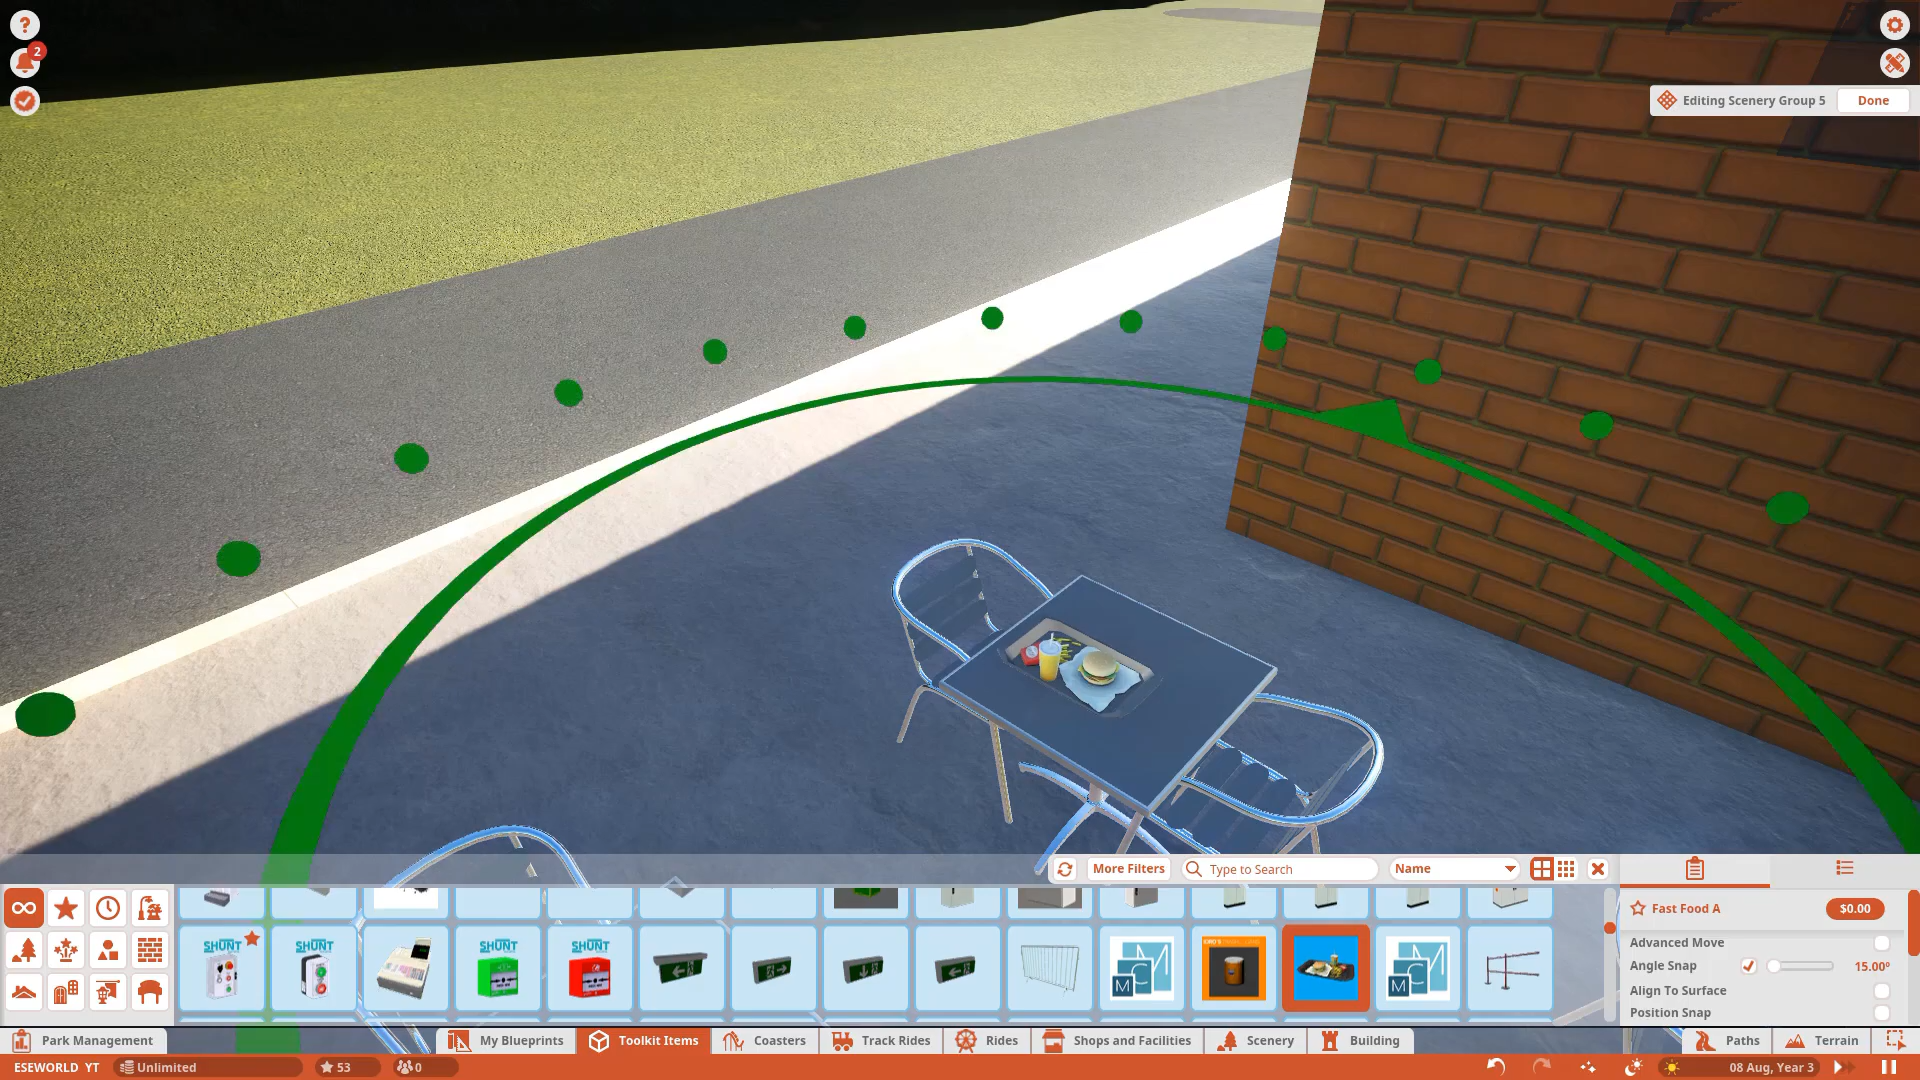 ?
2
Editing Scenery Group 5
Done
More Filters
Type to Search
Name
SHUNT
SHUNT
SHUNT
SHUNT
M C
M C
Fast Food A
$0.00
Advanced Move
Angle Snap
15.00º
Align To Surface
Position Snap
Park Management
My Blueprints
Toolkit Items
Coasters
Track Rides
Rides
Shops and Facilities
Scenery
Building
Paths
Terrain
ESEWORLD YT
Unlimited
53
0
08 Aug, Year 3